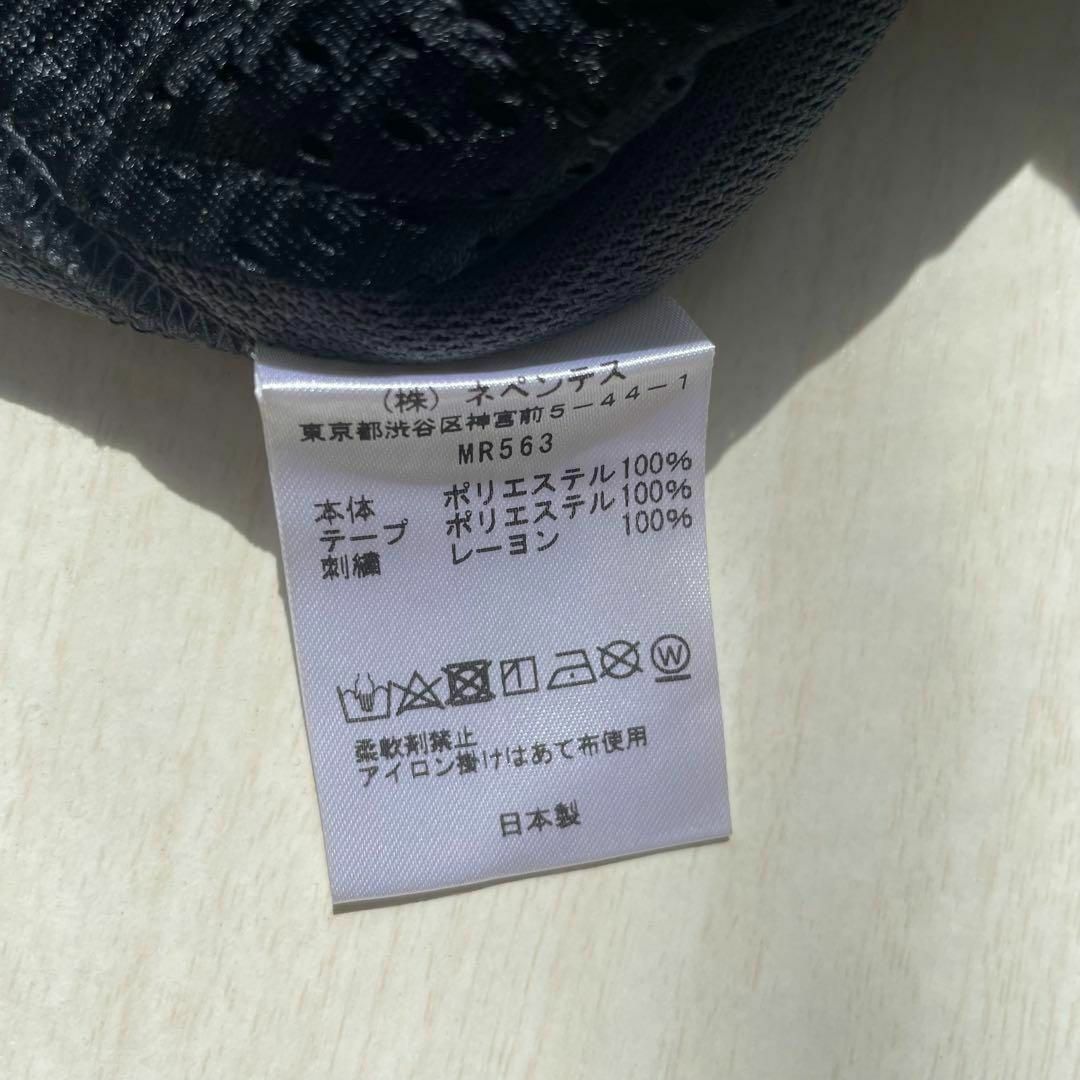 （株）ネペンテス
東京都渋谷区神宮前5－44－1
MR563
本体 ポリエステル100%
テープ ポリエステル100%
刺繍 レーヨン 100%
W
柔軟剤禁止
アイロン掛けはあて布使用
日本製